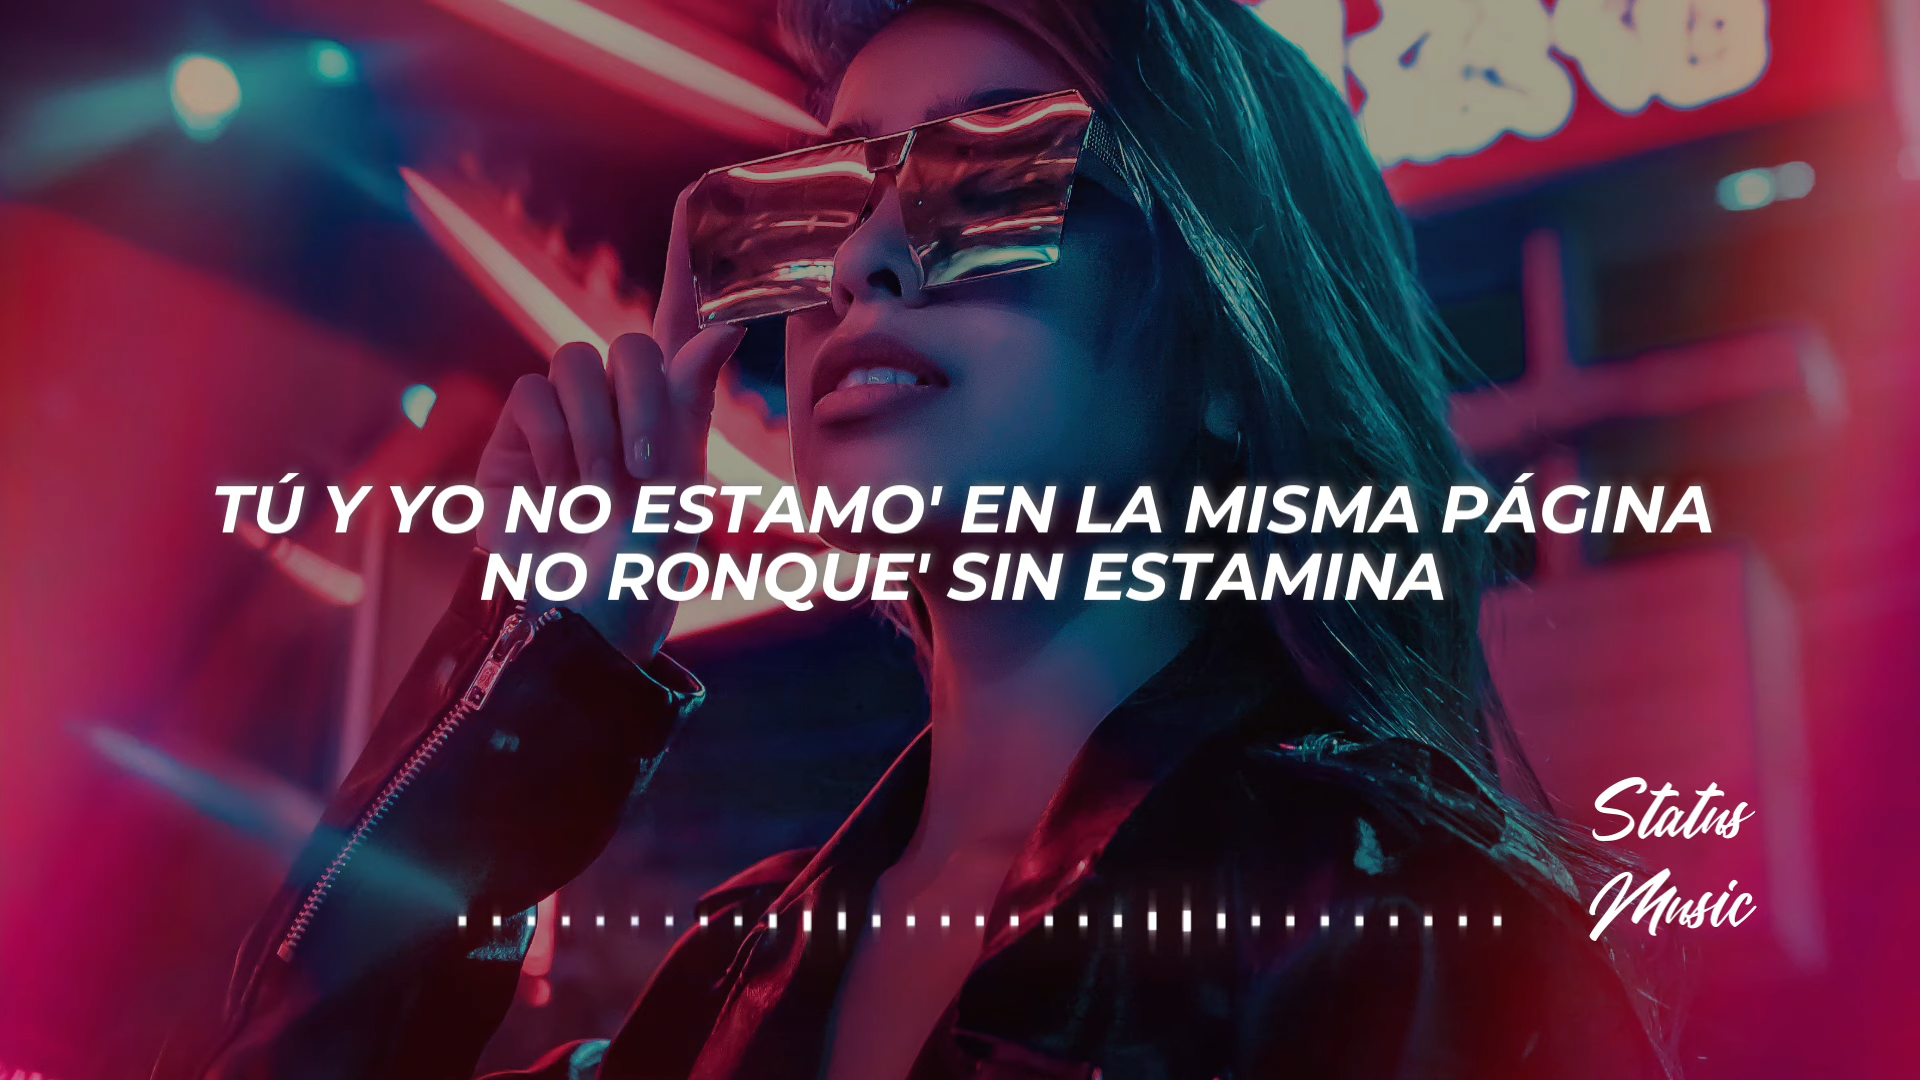 TÚ Y YO NO ESTAMO' EN LA MISMA PÁGINA
NO RONQUE' SIN ESTAMINA
Status
Music